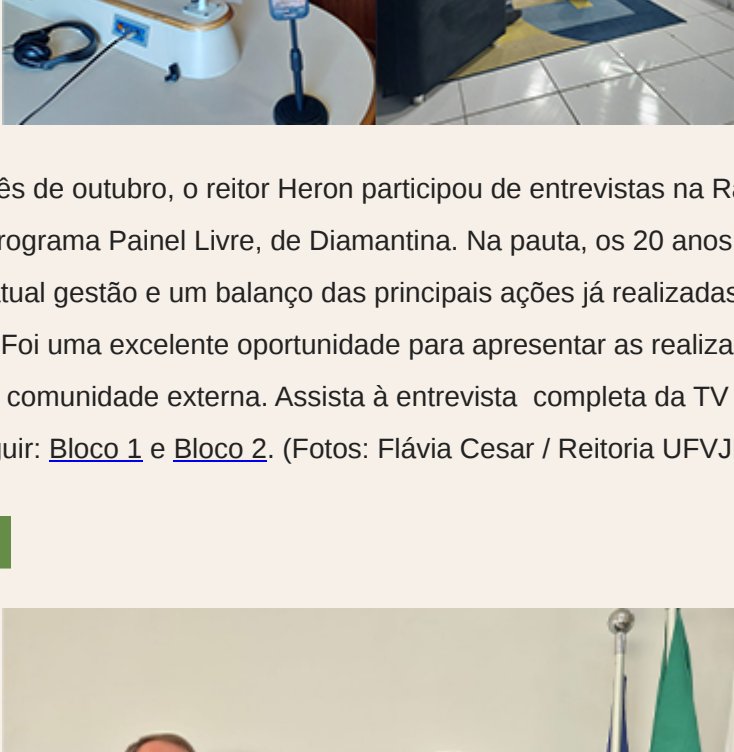 ês de outubro, o reitor Heron participou de entrevistas na Ra
rograma Painel Livre, de Diamantina. Na pauta, os 20 anos
tual gestão e um balanço das principais ações já realizadas
Foi uma excelente oportunidade para apresentar as realiza
comunidade externa. Assista à entrevista  completa da TV
guir: Bloco 1 e Bloco 2. (Fotos: Flávia Cesar / Reitoria UFVJ